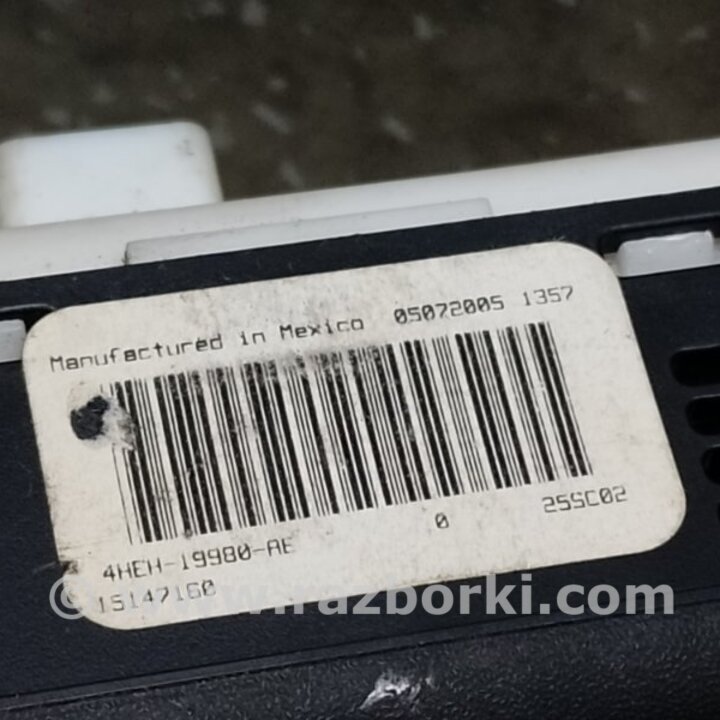 Manufactured in Mexico 05072005 1357
4HEH-19980-AE 0 25SC02
15147160
© www.razborki.com